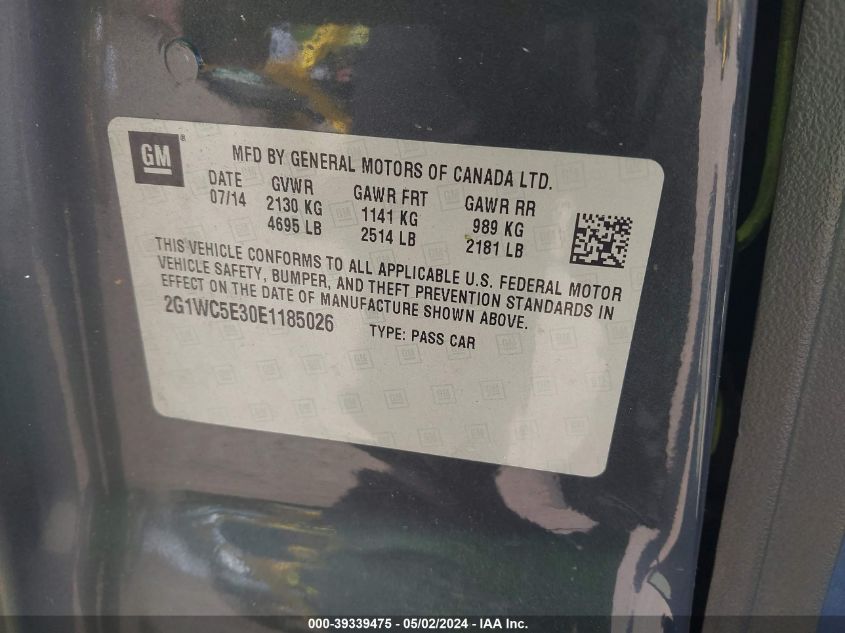 GM ®
MFD BY GENERAL MOTORS OF CANADA LTD.
DATE GVWR GAWR FRT GAWR RR
07/14 2130 KG 1141 KG 989 KG
4695 LB 2514 LB 2181 LB
THIS VEHICLE CONFORMS TO ALL APPLICABLE U.S. FEDERAL MOTOR
VEHICLE SAFETY, BUMPER, AND THEFT PREVENTION STANDARDS IN
EFFECT ON THE DATE OF MANUFACTURE SHOWN ABOVE.
2G1WC5E30E1185026 TYPE: PASS CAR
000-39339475 - 05/02/2024 - IAA Inc.